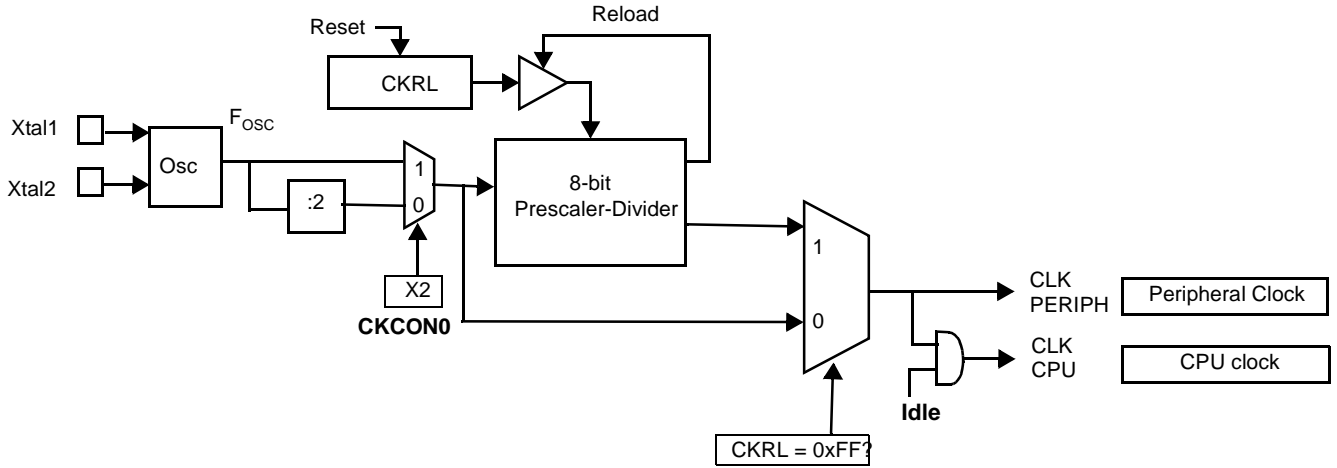 Reload
Reset
CKRL
Xtal1
Xtal2
Osc
FOSC
:2
1
0
X2
CKCON0
8-bit
Prescaler-Divider
1
0
CKRL = 0xFF?
CLK
PERIPH
Peripheral Clock
CLK
CPU
CPU clock
Idle